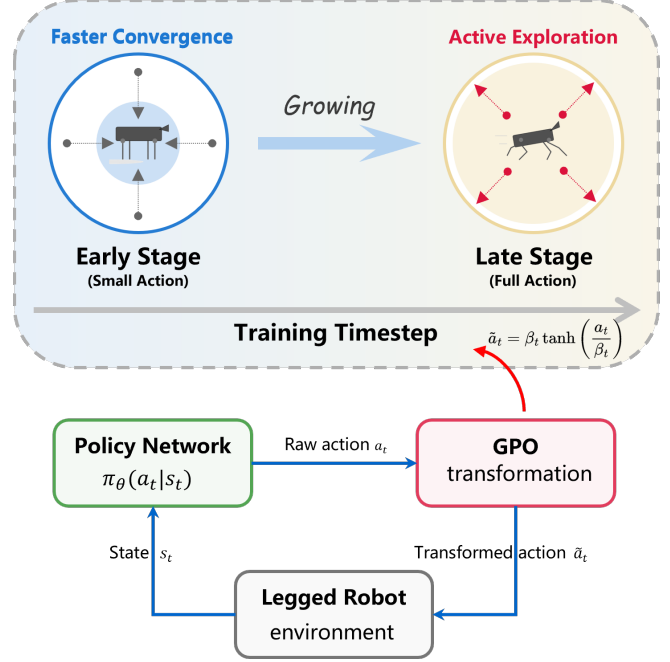 Faster Convergence
Active Exploration
Growing
Early Stage
(Small Action)
Late Stage
(Full Action)
Training Timestep
ã_t = β_t tanh(a_t/β_t)
Policy Network
π_θ(a_t|s_t)
Raw action a_t
GPO
transformation
State s_t
Transformed action ã_t
Legged Robot
environment